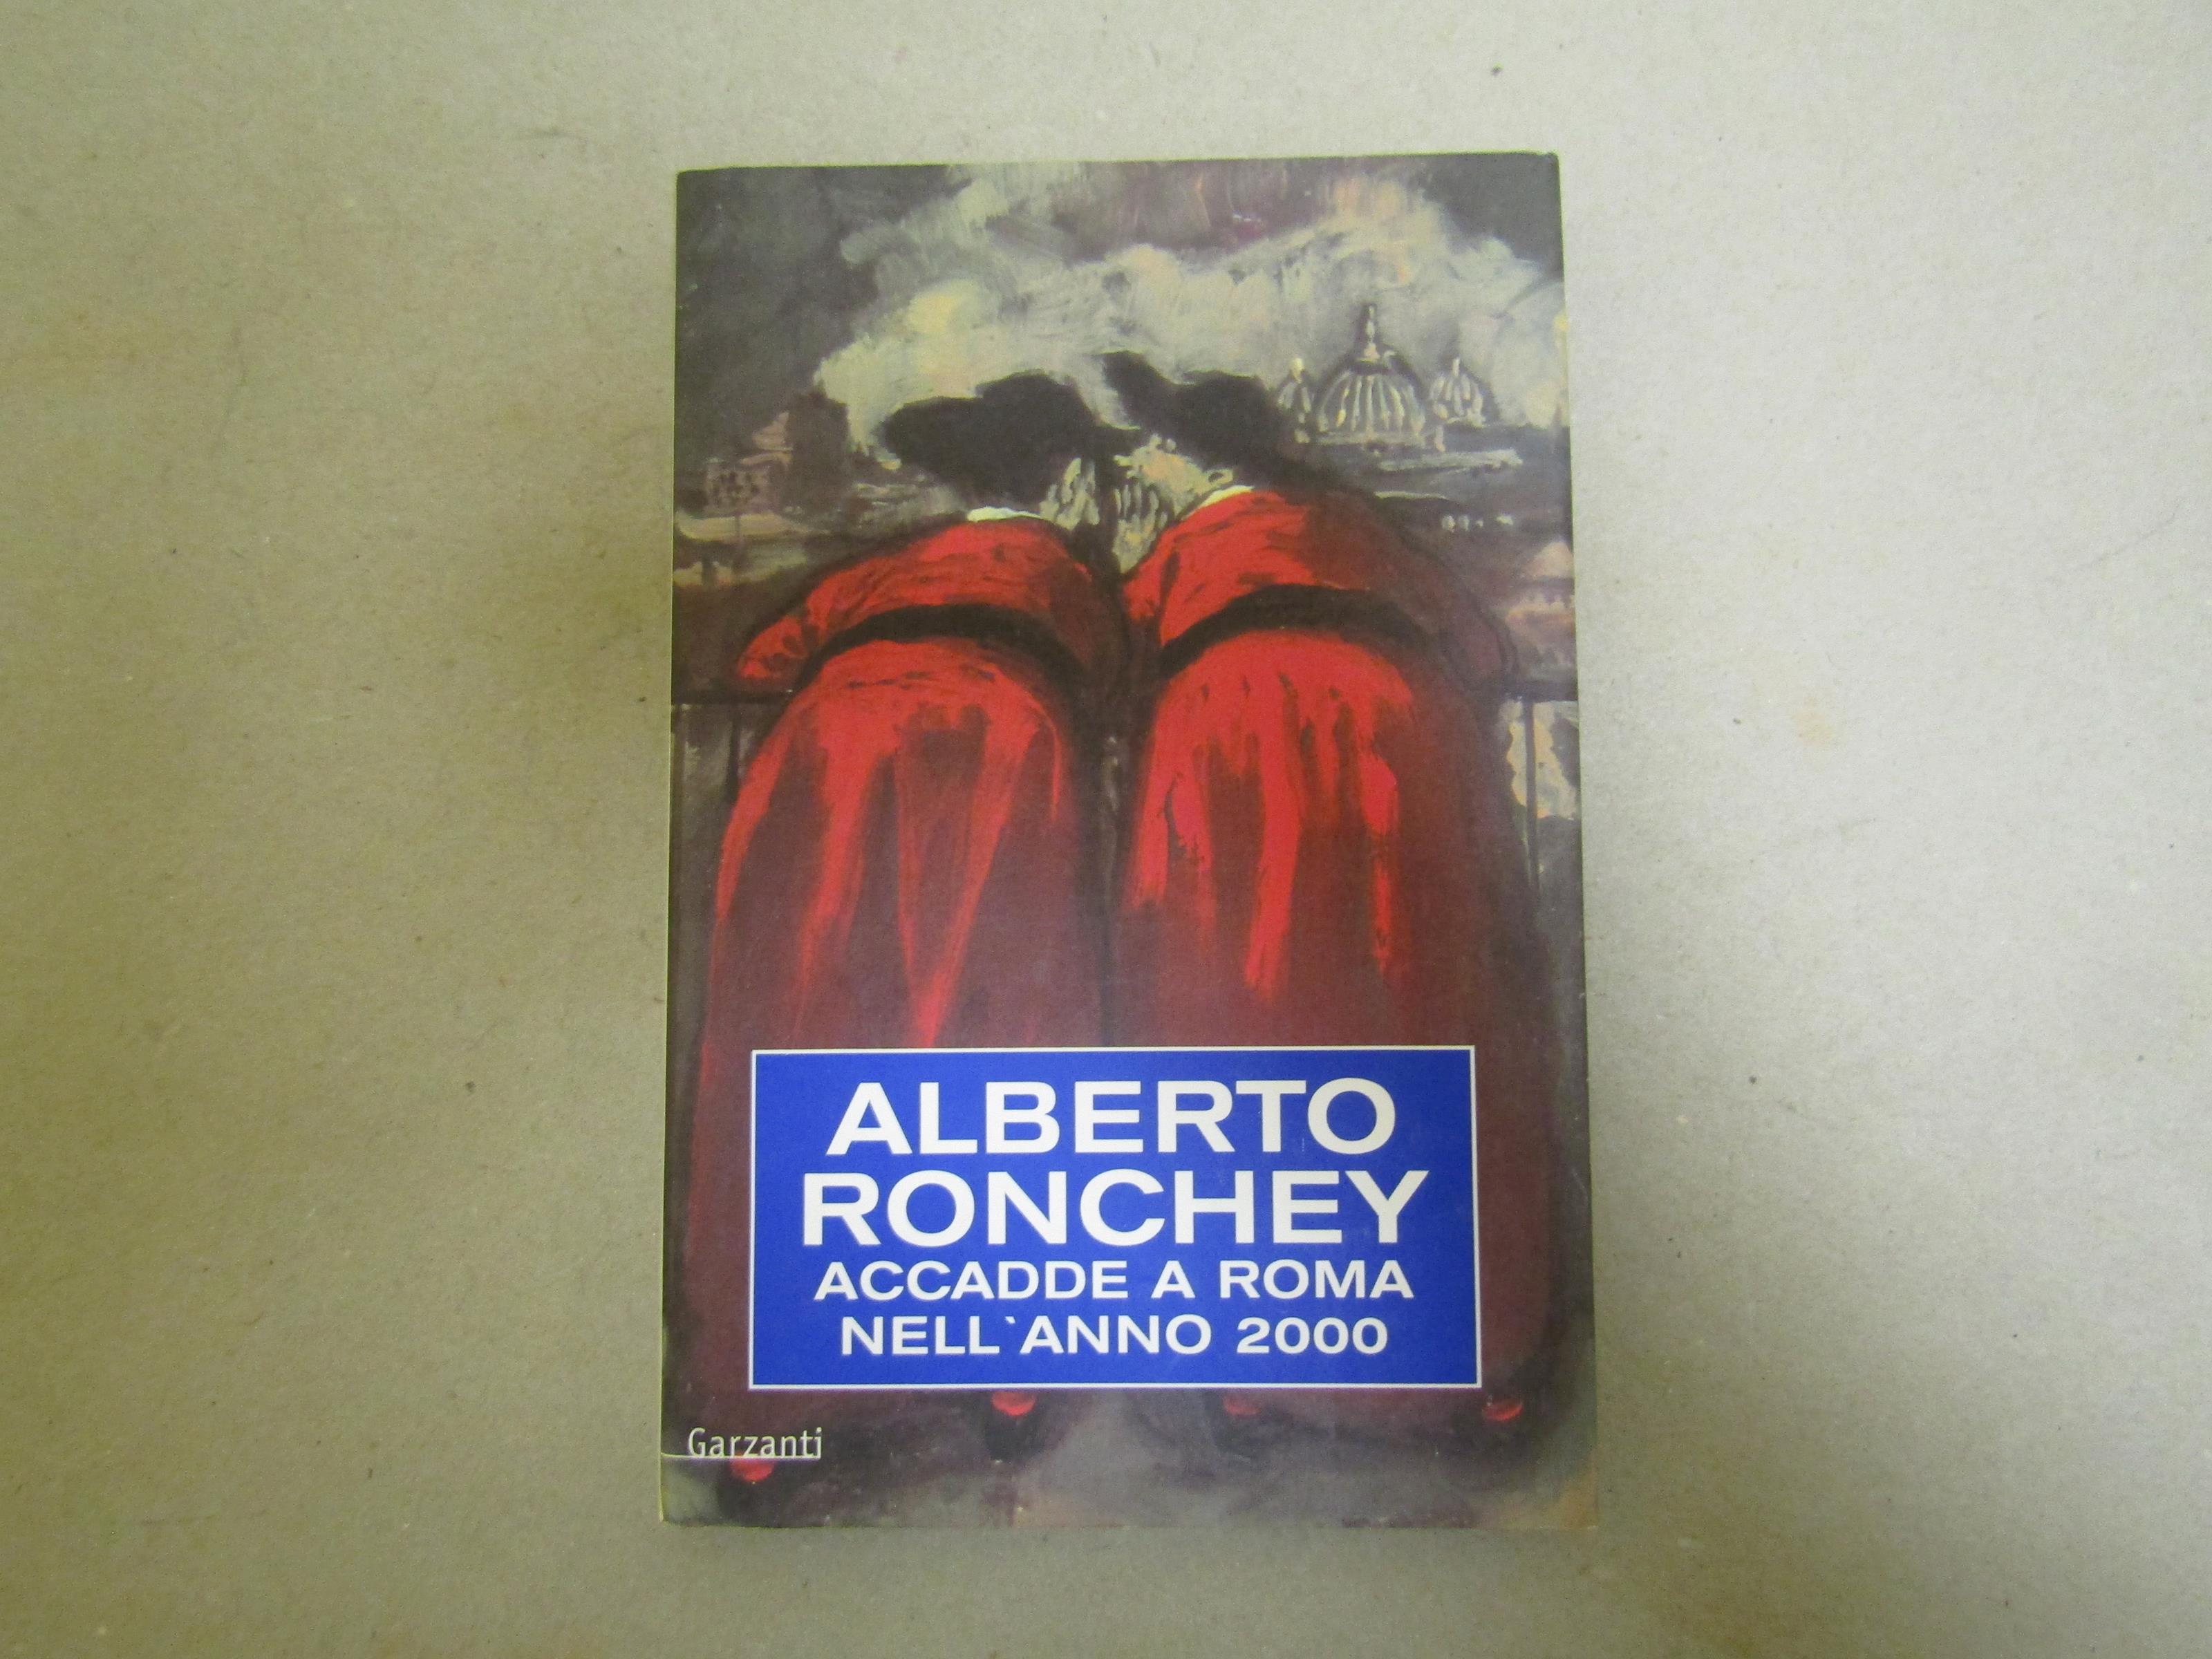 ALBERTO
RONCHEY
ACCADDE A ROMA
NELL`ANNO 2000
Garzanti